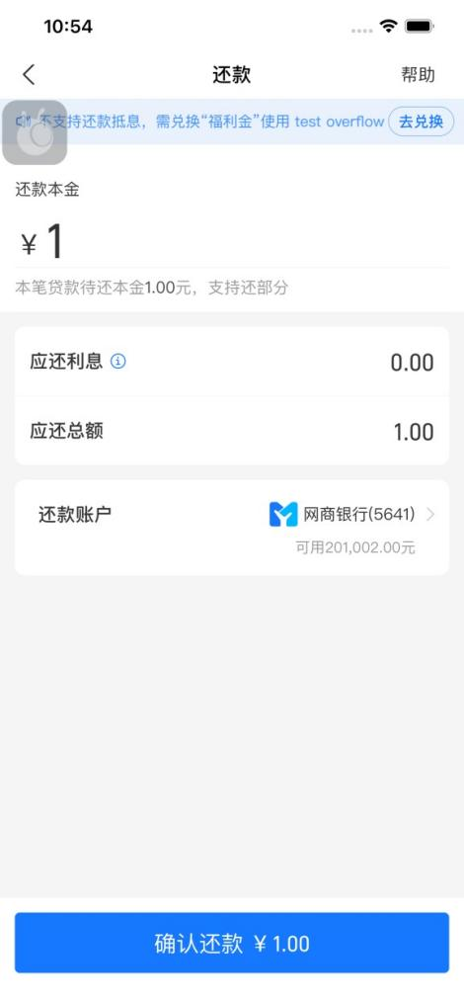 10:54
还款
帮助
不支持还款抵息，需兑换“福利金”使用 test overflow
去兑换
还款本金
¥ 1
本笔贷款待还本金1.00元，支持还部分
应还利息
0.00
应还总额
1.00
还款账户
网商银行(5641)
可用201,002.00元
确认还款 ¥ 1.00